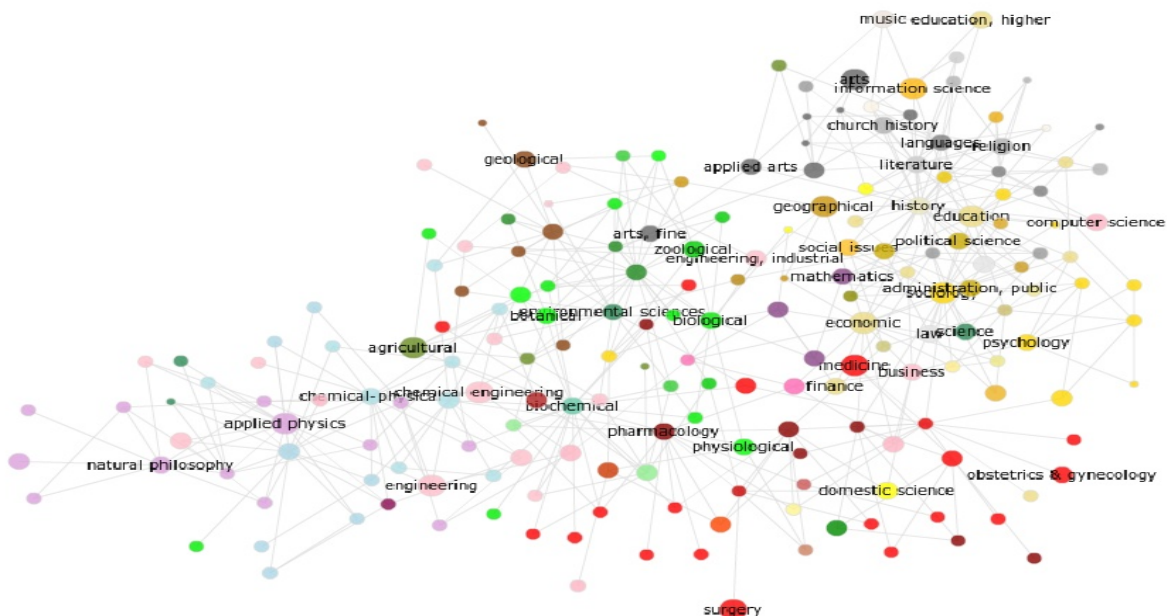 music
education, higher
arts
information science
church history
languages
religion
geological
applied arts
literature
geographical
history
education
computer science
arts, fine
zoological
social issues
political science
engineering, industrial
mathematics
administration, public
sociology,
environmental sciences
botanical
biological
economic
law
science
psychology
agricultural
medicine
business
chemical-physical
chemical engineering
finance
biochemical
applied physics
pharmacology
physiological
natural philosophy
engineering
domestic science
obstetrics & gynecology
surgery